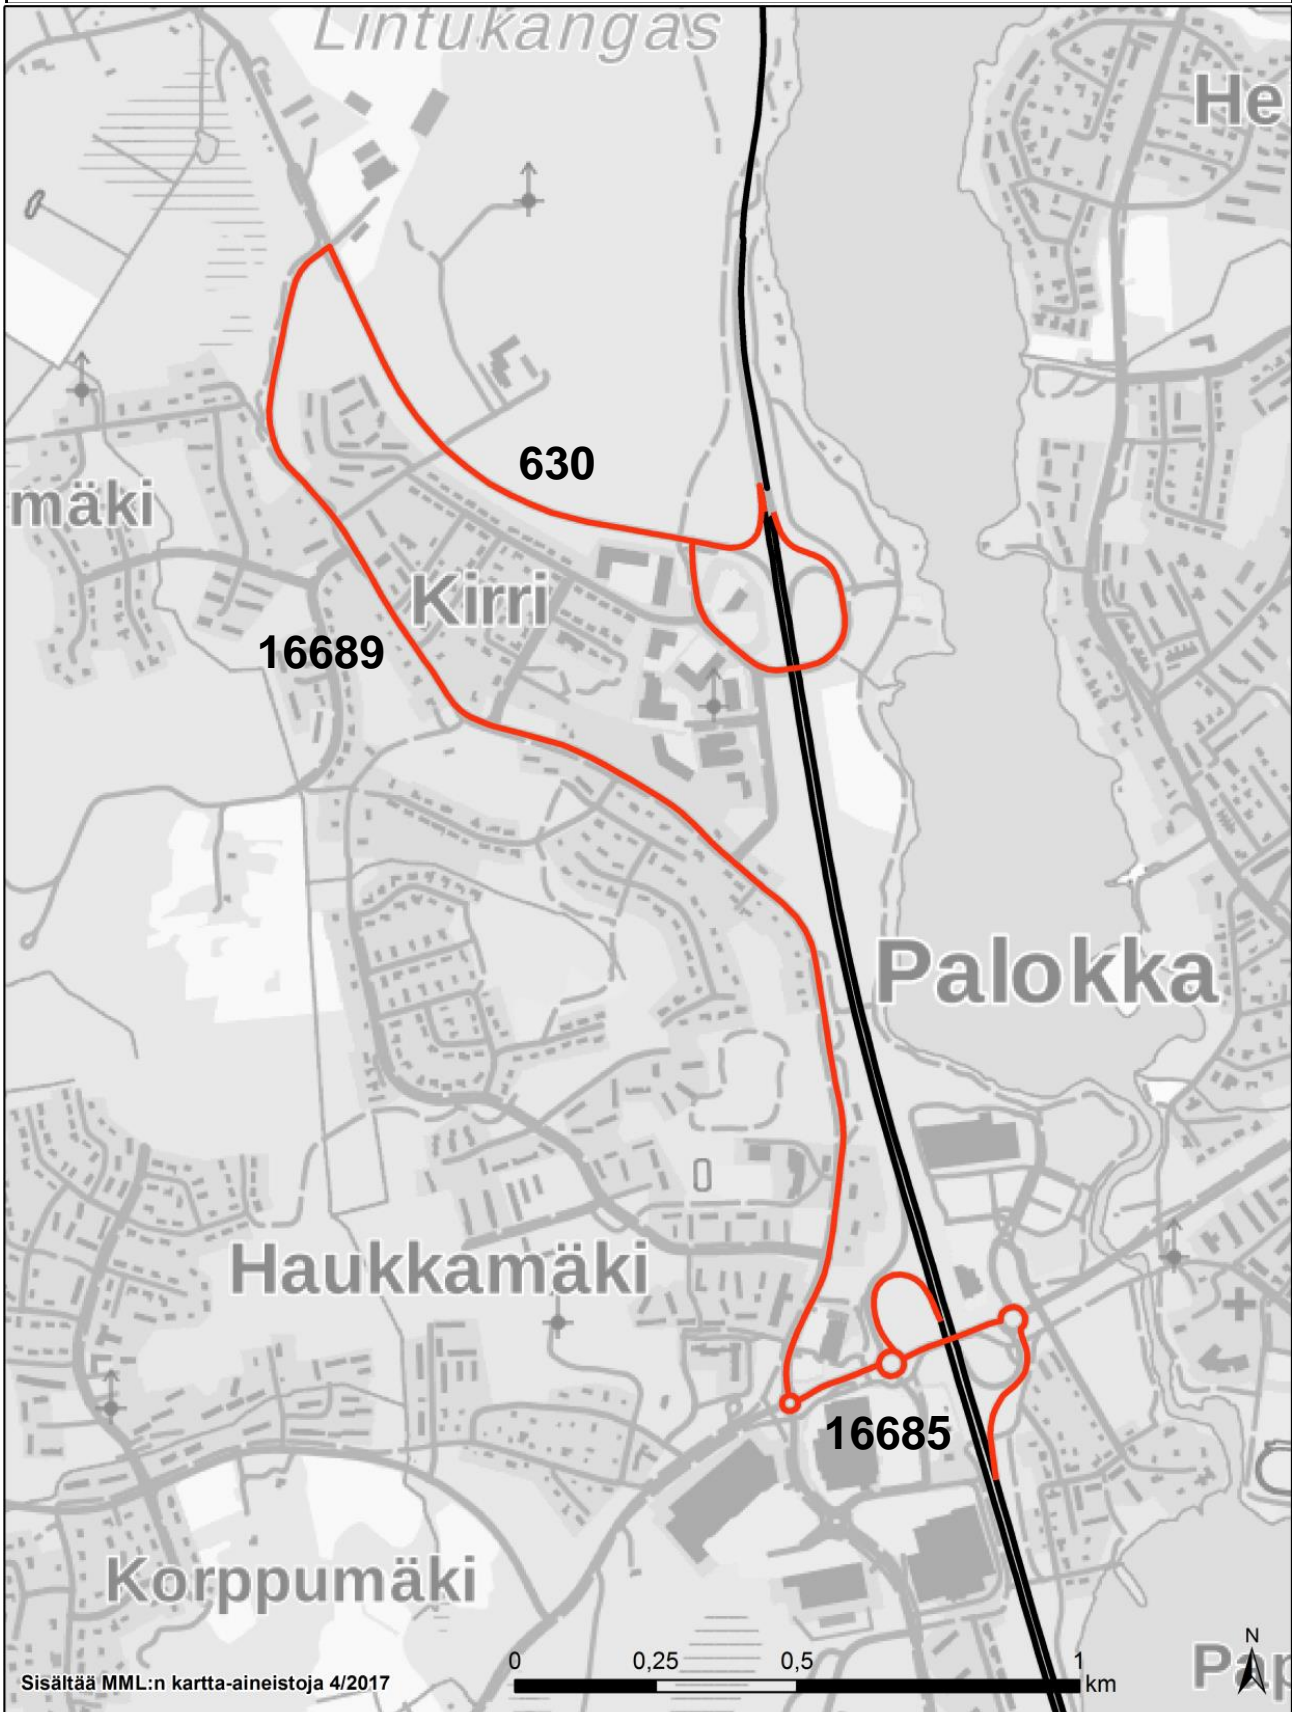 Lintukangas
He
630
mäki
Kirri
16689
Palokka
Haukkamäki
16685
Korppumäki
N
0 0,25 0,5 1
km
Pap
Sisältää MML:n kartta-aineistoja 4/2017